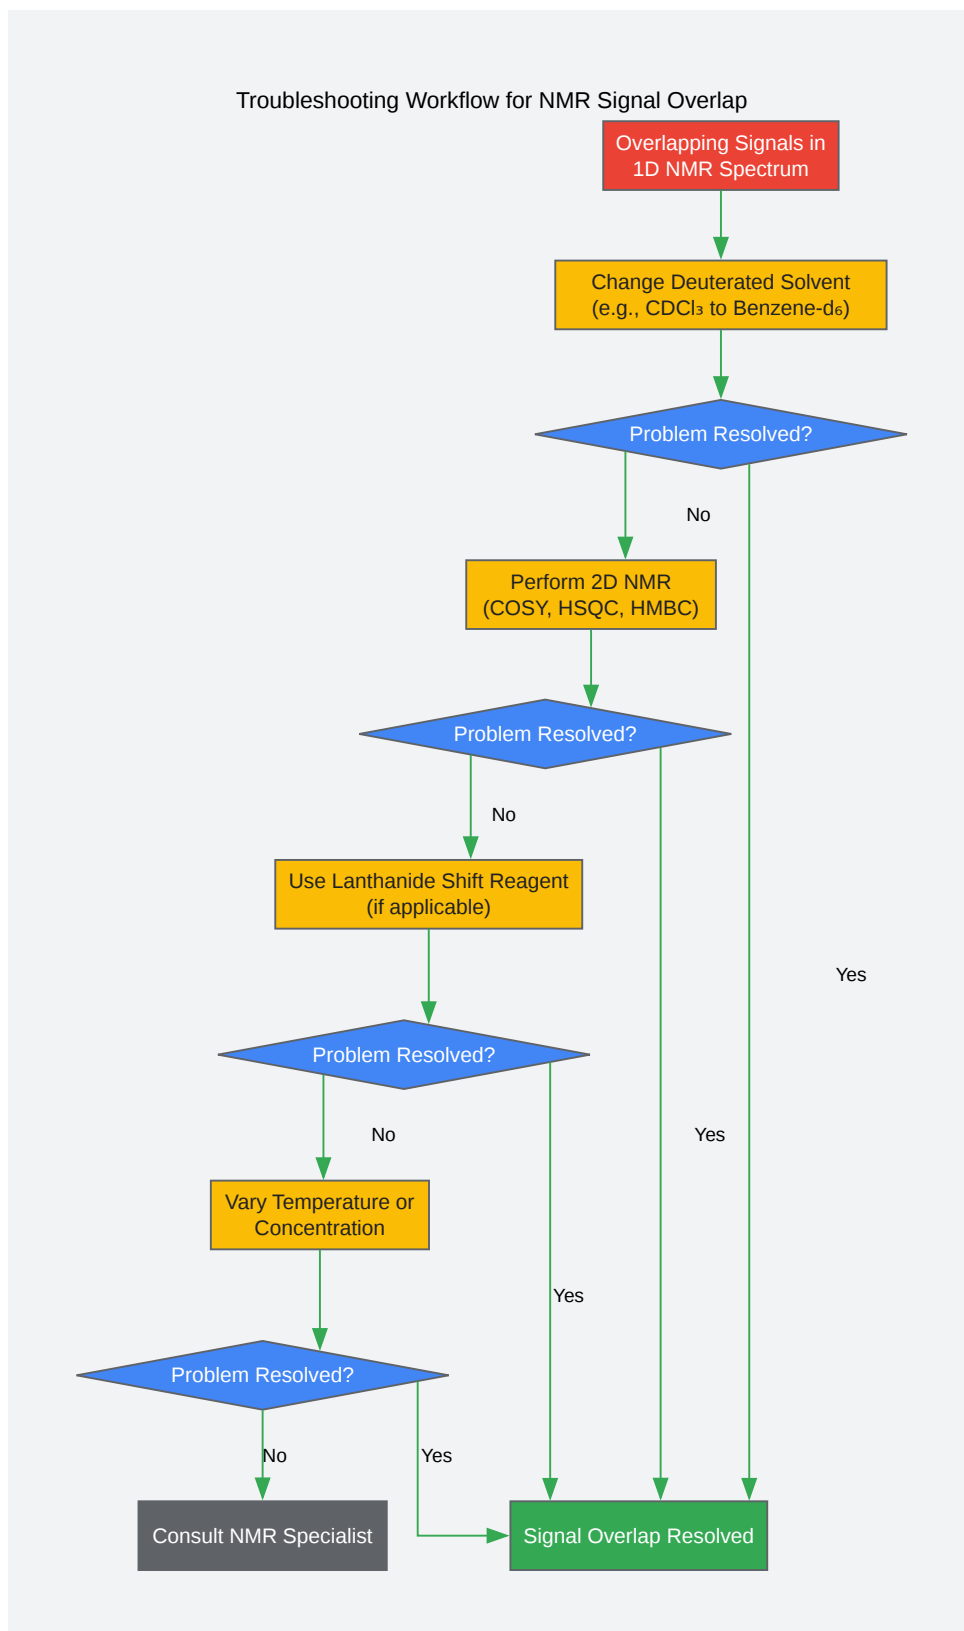 Troubleshooting Workflow for NMR Signal Overlap
Overlapping Signals in
1D NMR Spectrum
Change Deuterated Solvent
(e.g., CDCl₃ to Benzene-d₆)
Problem Resolved?
No
Perform 2D NMR
(COSY, HSQC, HMBC)
Problem Resolved?
No
Use Lanthanide Shift Reagent
(if applicable)
Yes
Problem Resolved?
No
Yes
Vary Temperature or
Concentration
Yes
Problem Resolved?
No
Yes
Consult NMR Specialist
Signal Overlap Resolved